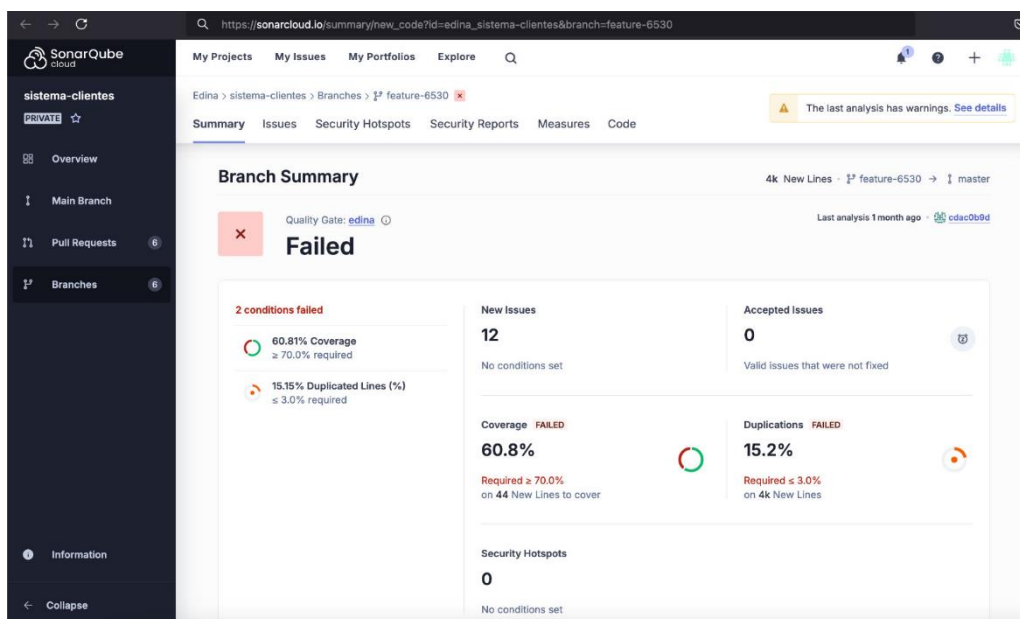 https://sonarcloud.io/summary/new_code?id=edina_sistema-clientes&branch=feature-6530
SonarQube cloud
My Projects My Issues My Portfolios Explore
1
sistema-clientes
PRIVATE
Overview
Main Branch
Pull Requests 6
Branches 6
Information
Collapse
Edina > sistema-clientes > Branches > feature-6530
The last analysis has warnings. See details
Summary Issues Security Hotspots Security Reports Measures Code
Branch Summary
4k New Lines · feature-6530 → master
Quality Gate: edina
Failed
Last analysis 1 month ago · cdac0b9d
2 conditions failed
60.81% Coverage
≥ 70.0% required
15.15% Duplicated Lines (%)
≤ 3.0% required
New Issues
12
No conditions set
Accepted Issues
0
Valid issues that were not fixed
Coverage FAILED
60.8%
Required ≥ 70.0%
on 44 New Lines to cover
Duplications FAILED
15.2%
Required ≤ 3.0%
on 4k New Lines
Security Hotspots
0
No conditions set